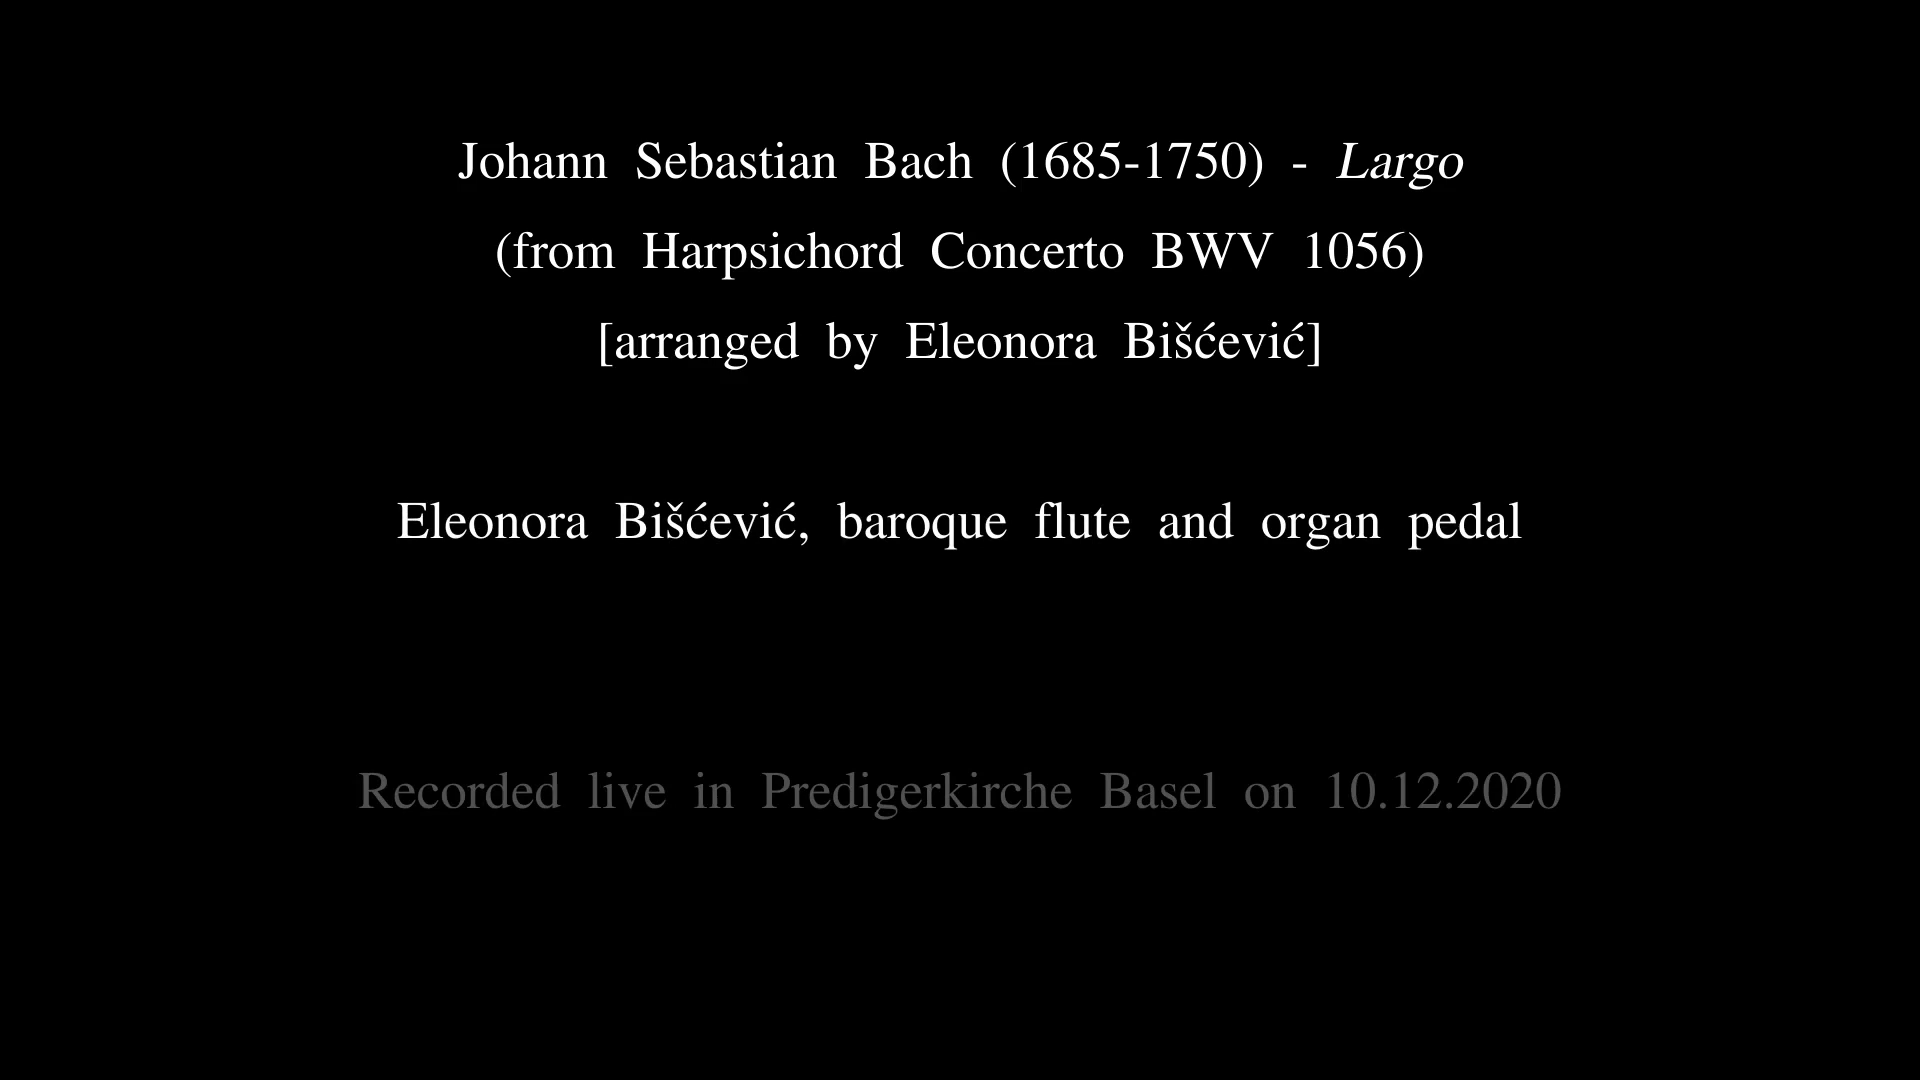 Johann Sebastian Bach (1685-1750) - Largo
(from Harpsichord Concerto BWV 1056)
[arranged by Eleonora Bišćević]
Eleonora Bišćević, baroque flute and organ pedal
Recorded live in Predigerkirche Basel on 10.12.2020